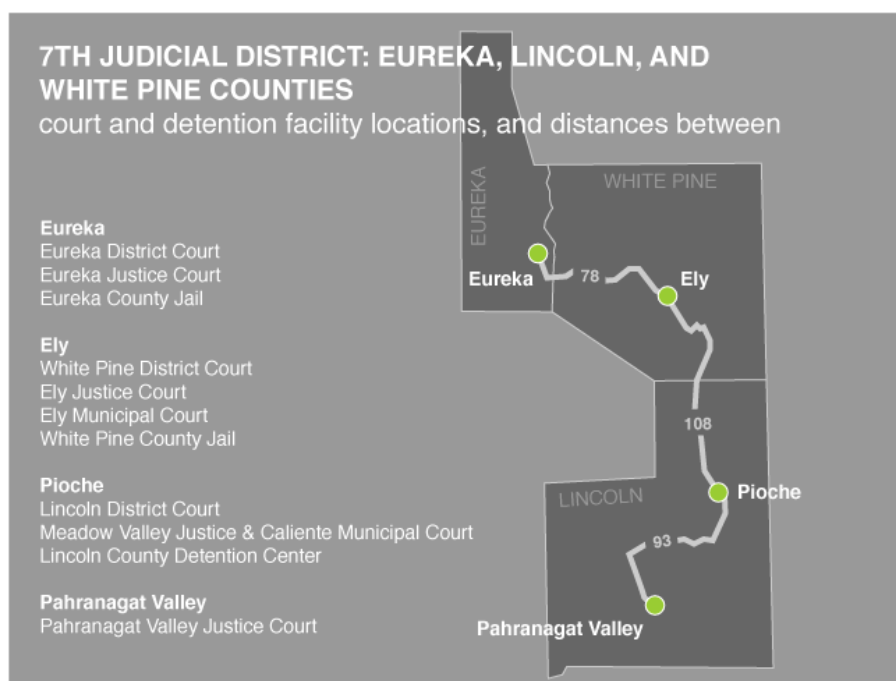 7TH JUDICIAL DISTRICT: EUREKA, LINCOLN, AND
WHITE PINE COUNTIES
court and detention facility locations, and distances between
Eureka
Eureka District Court
Eureka Justice Court
Eureka County Jail
Ely
White Pine District Court
Ely Justice Court
Ely Municipal Court
White Pine County Jail
Pioche
Lincoln District Court
Meadow Valley Justice & Caliente Municipal Court
Lincoln County Detention Center
Pahranagat Valley
Pahranagat Valley Justice Court
EUREKA
WHITE PINE
Eureka
78
Ely
108
LINCOLN
Pioche
93
Pahranagat Valley